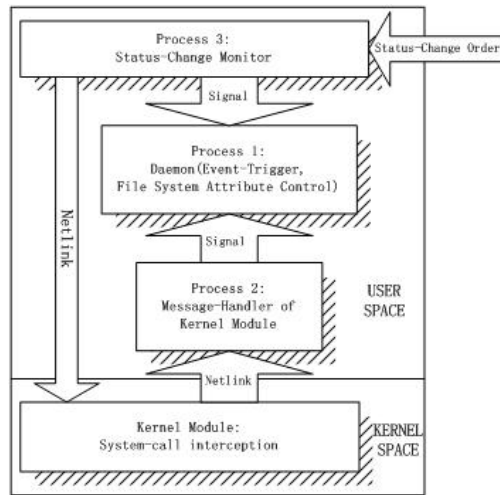 Process 3:
Status-Change Monitor
Status-Change Order
Signal
Process 1:
Daemon(Event-Trigger,
File System Attribute Control)
Netlink
Signal
Process 2:
Message-Handler of
Kernel Module
USER
SPACE
Netlink
Kernel Module:
System-call interception
KERNEL
SPACE